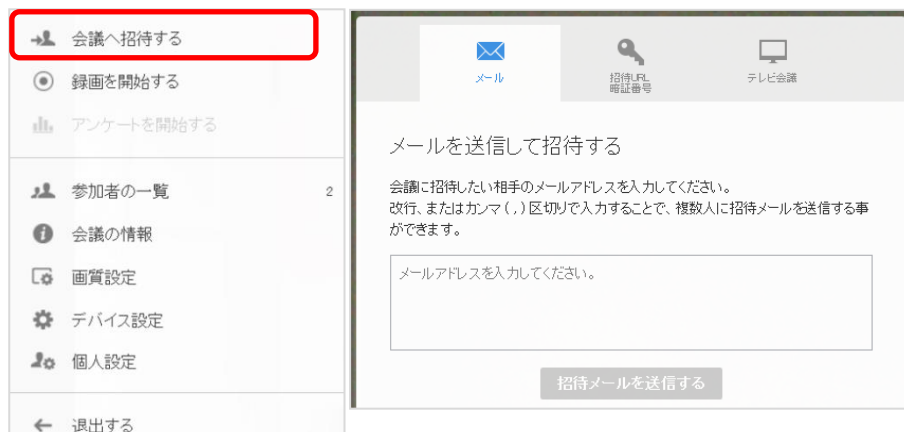 会議へ招待する
録画を開始する
アンケートを開始する
参加者の一覧 2
会議の情報
画質設定
デバイス設定
個人設定
退出する
メール
招待URL
暗証番号
テレビ会議
メールを送信して招待する
会議に招待したい相手のメールアドレスを入力してください。
改行、またはカンマ(,)区切りで入力することで、複数人に招待メールを送信する事
ができます。
メールアドレスを入力してください。
招待メールを送信する